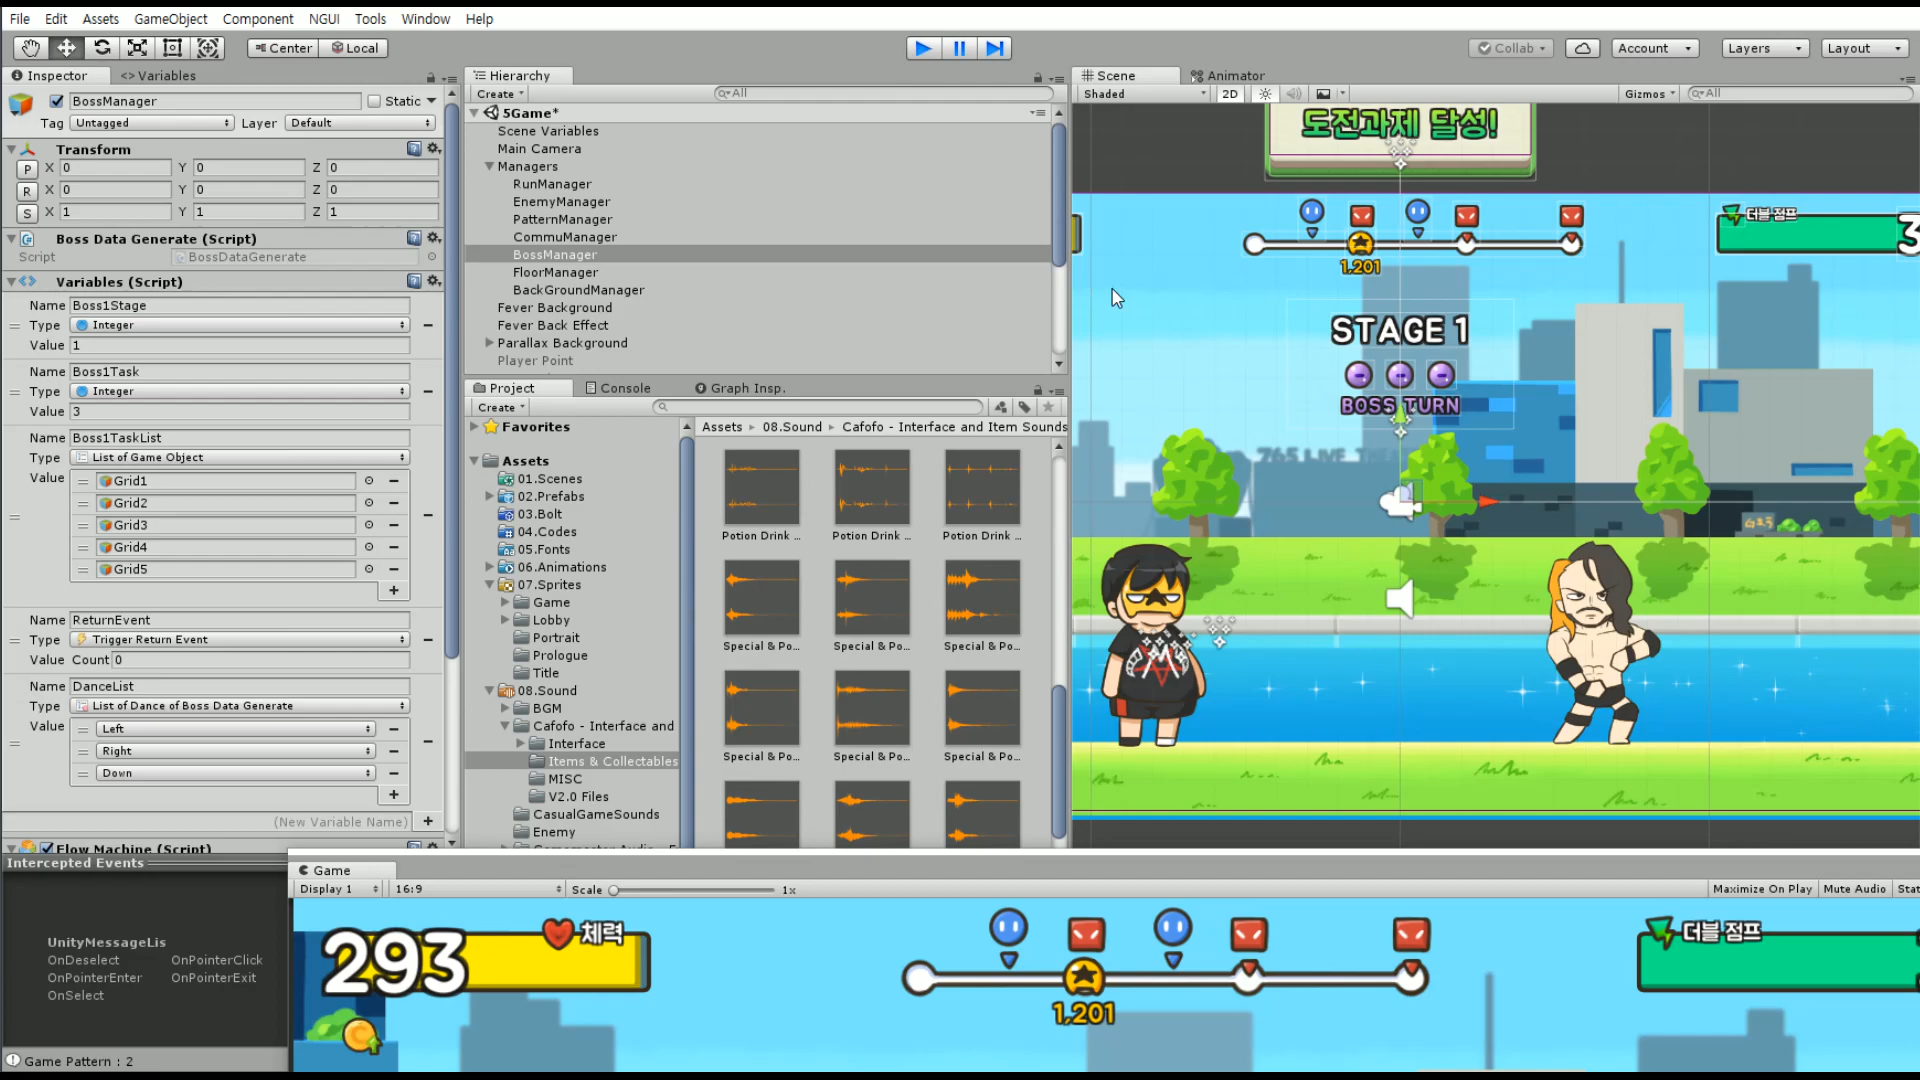 File Edit Assets GameObject Component NGUI Tools Window Help
Center Local
Collab Account Layers Layout
Inspector <> Variables
BossManager Static
Tag Untagged Layer Default
Transform
P X 0 Y 0 Z 0
R X 0 Y 0 Z 0
S X 1 Y 1 Z 1
Boss Data Generate (Script)
Script BossDataGenerate
Variables (Script)
Name Boss1Stage
Type Integer
Value 1
Name Boss1Task
Type Integer
Value 3
Name Boss1TaskList
Type List of Game Object
Value Grid1
Grid2
Grid3
Grid4
Grid5
Name ReturnEvent
Type Trigger Return Event
Value Count 0
Name DanceList
Type List of Dance of Boss Data Generate
Value Left
Right
Down
(New Variable Name)
Flow Machine (Script)
Intercepted Events
UnityMessageLis
OnDeselect OnPointerClick
OnPointerEnter OnPointerExit
OnSelect
Game Pattern : 2
Hierarchy
Create All
5Game*
Scene Variables
Main Camera
Managers
RunManager
EnemyManager
PatternManager
CommuManager
BossManager
FloorManager
BackGroundManager
Fever Background
Fever Back Effect
Parallax Background
Player Point
Project Console Graph Insp.
Create
Favorites
Assets
01.Scenes
02.Prefabs
03.Bolt
04.Codes
05.Fonts
06.Animations
07.Sprites
Game
Lobby
Portrait
Prologue
Title
08.Sound
BGM
Cafofo - Interface and
Interface
Items & Collectables
MISC
V2.0 Files
CasualGameSounds
Enemy
Assets 08.Sound Cafofo - Interface and Item Sounds
Potion Drink ... Potion Drink ... Potion Drink ...
Special & Po... Special & Po... Special & Po...
Special & Po... Special & Po... Special & Po...
Scene Animator
Shaded 2D Gizmos All
도전과제 달성!
더블 점프
3
1,201
STAGE 1
BOSS TURN
765 LIVE
Game
Display 1 16:9 Scale 1x Maximize On Play Mute Audio Stat
293 체력
1,201
더블 점프